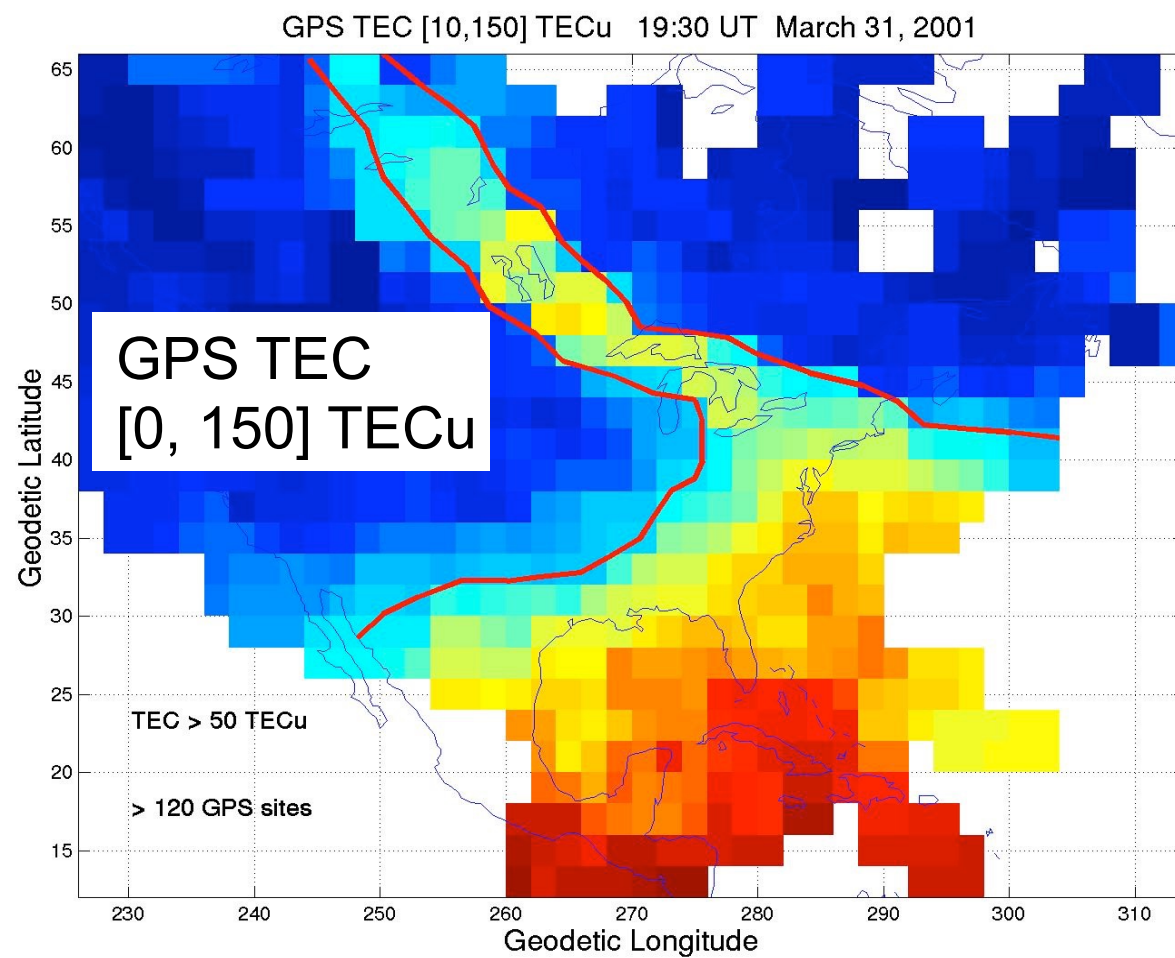 GPS TEC [10,150] TECu 19:30 UT March 31, 2001
65
60
55
50
45
40
35
30
25
20
15
Geodetic Latitude
GPS TEC
[0, 150] TECu
TEC > 50 TECu
> 120 GPS sites
230 240 250 260 270 280 290 300 310
Geodetic Longitude